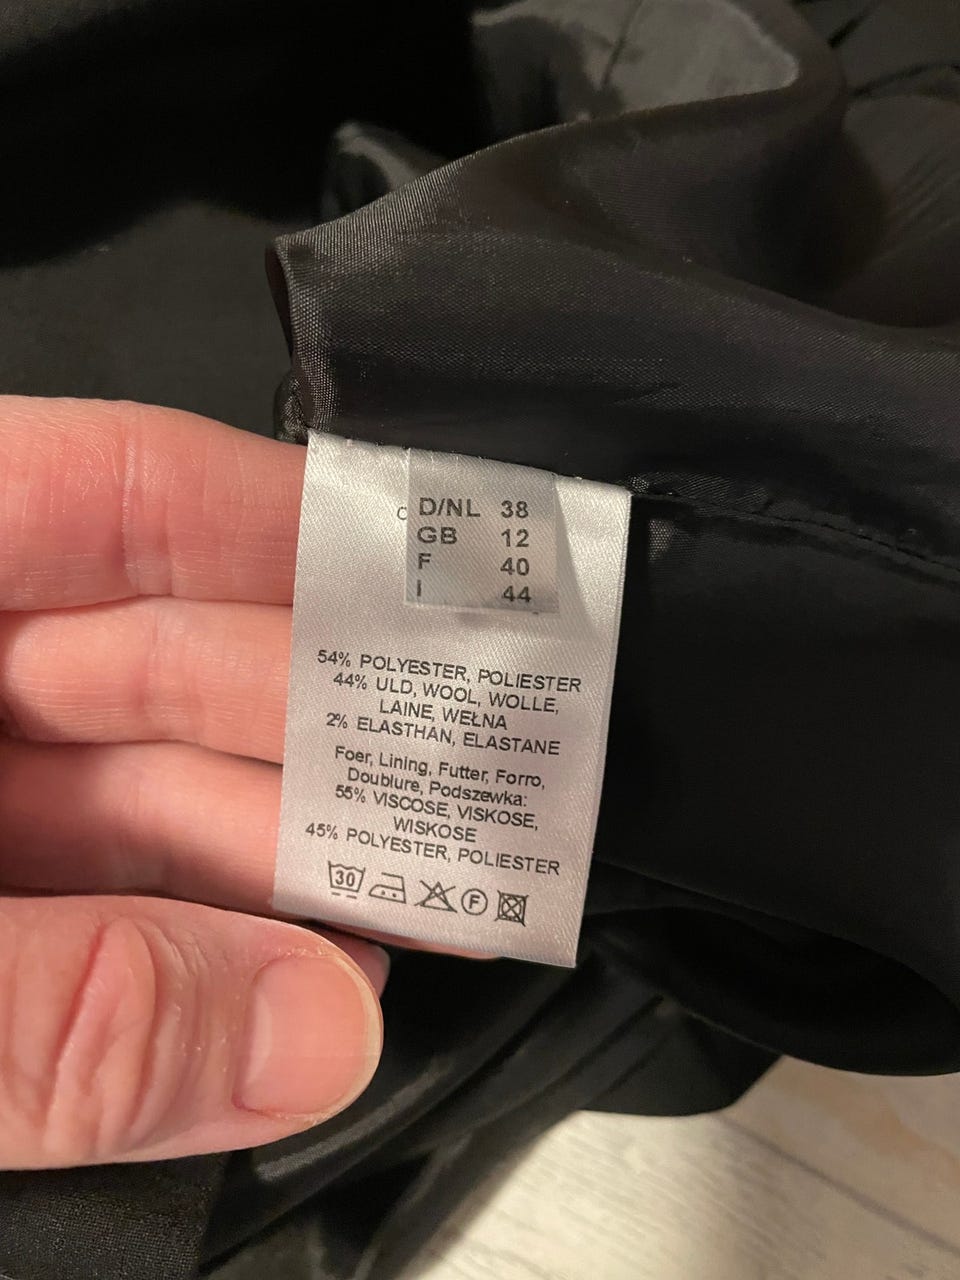 C
D/NL 38
GB 12
F 40
I 44
54% POLYESTER, POLIESTER
44% ULD, WOOL, WOLLE,
LAINE, WEŁNA
2% ELASTHAN, ELASTANE
Foer, Lining, Futter, Forro,
Doublure, Podszewka:
55% VISCOSE, VISKOSE,
WISKOSE
45% POLYESTER, POLIESTER
30 F